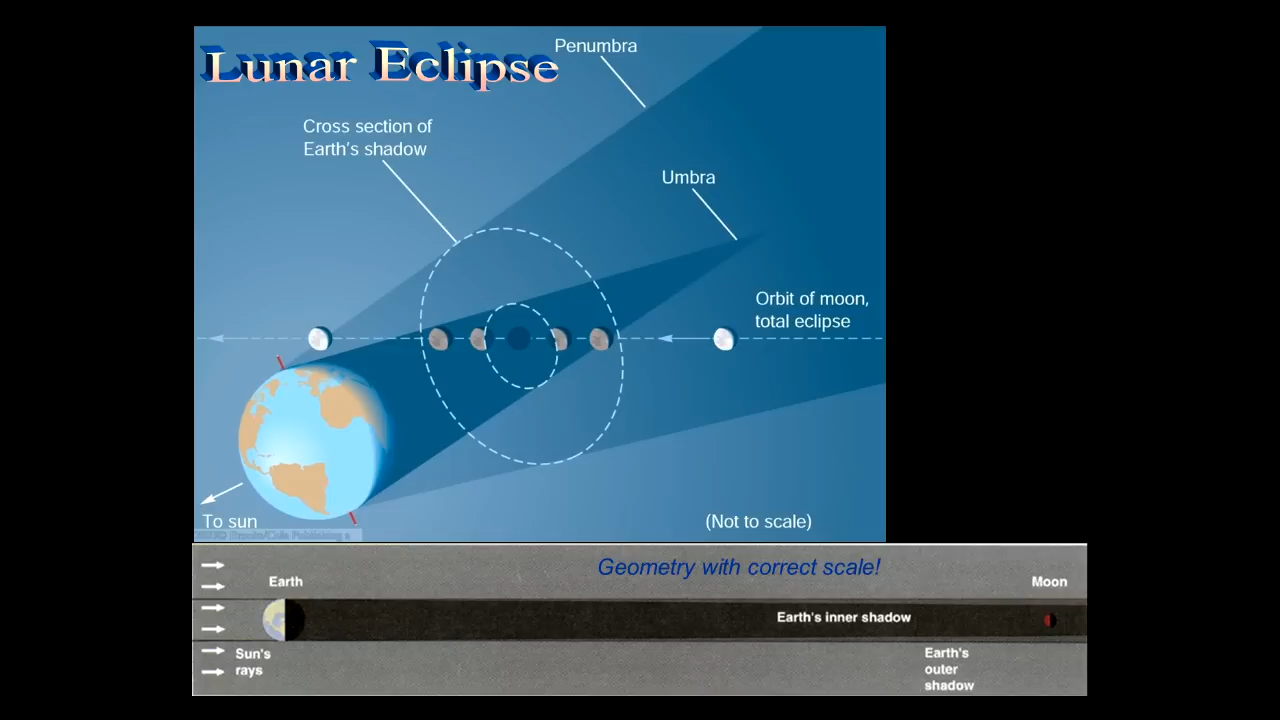 Lunar Eclipse
Penumbra
Cross section of
Earth's shadow
Umbra
Orbit of moon,
total eclipse
To sun
(Not to scale)
Geometry with correct scale!
Earth
Moon
Earth's inner shadow
Sun's
rays
Earth's
outer
shadow